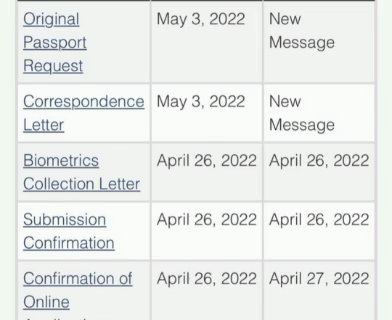 Original May 3, 2022 New
Passport Message
Request
Correspondence May 3, 2022 New
Letter Message
Biometrics April 26, 2022 April 26, 2022
Collection Letter
Submission April 26, 2022 April 26, 2022
Confirmation
Confirmation of April 26, 2022 April 27, 2022
Online